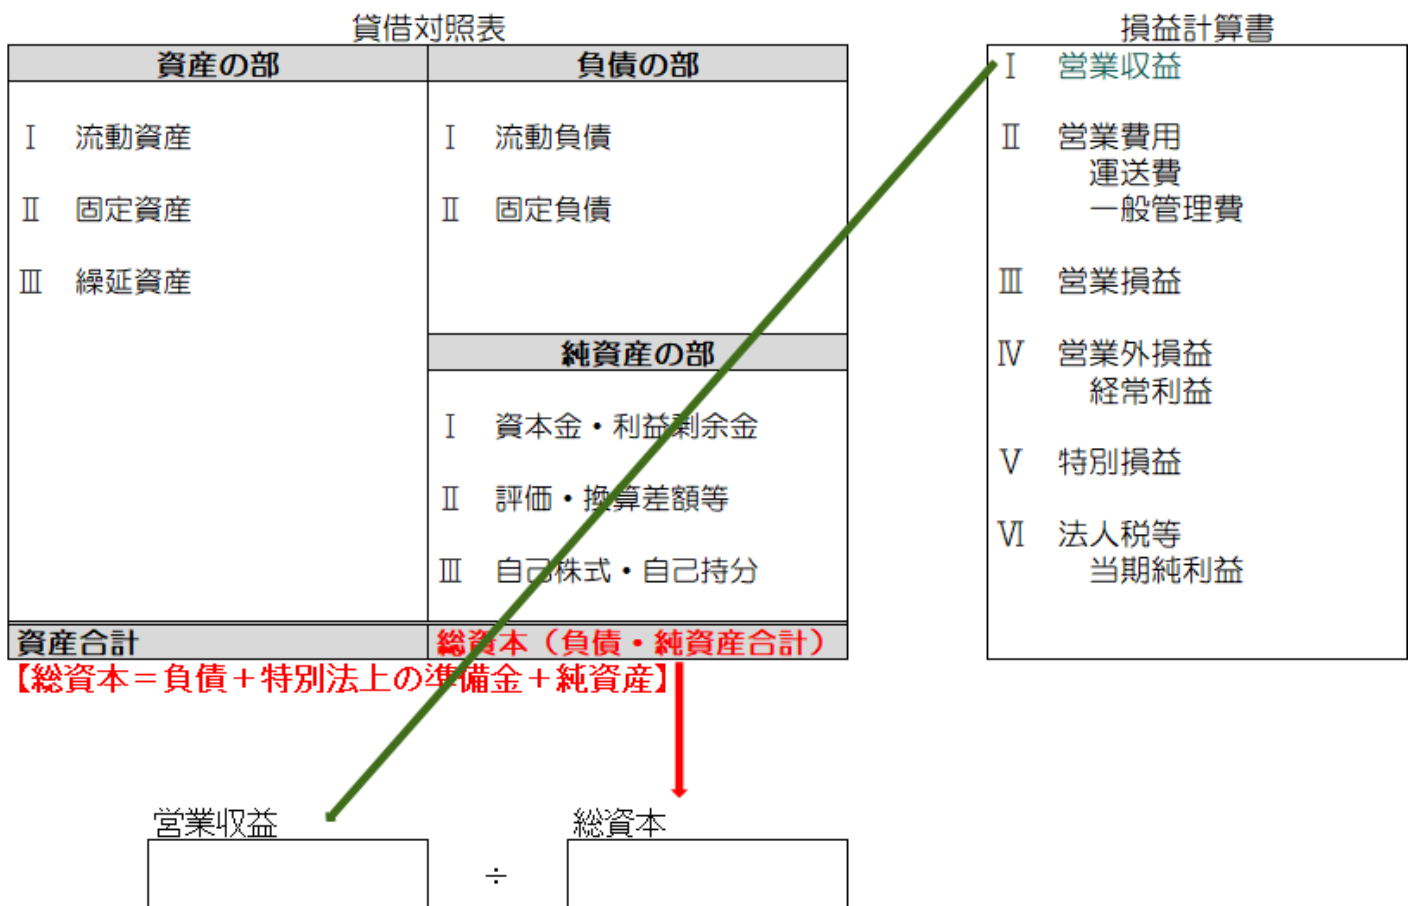 貸借対照表
資産の部
Ⅰ 流動資産
Ⅱ 固定資産
Ⅲ 繰延資産
資産合計
負債の部
Ⅰ 流動負債
Ⅱ 固定負債
純資産の部
Ⅰ 資本金・利益剰余金
Ⅱ 評価・換算差額等
Ⅲ 自己株式・自己持分
総資本（負債・純資産合計）
【総資本＝負債＋特別法上の準備金＋純資産】
損益計算書
Ⅰ 営業収益
Ⅱ 営業費用
運送費
一般管理費
Ⅲ 営業損益
Ⅳ 営業外損益
経常利益
Ⅴ 特別損益
Ⅵ 法人税等
当期純利益
営業収益
÷
総資本